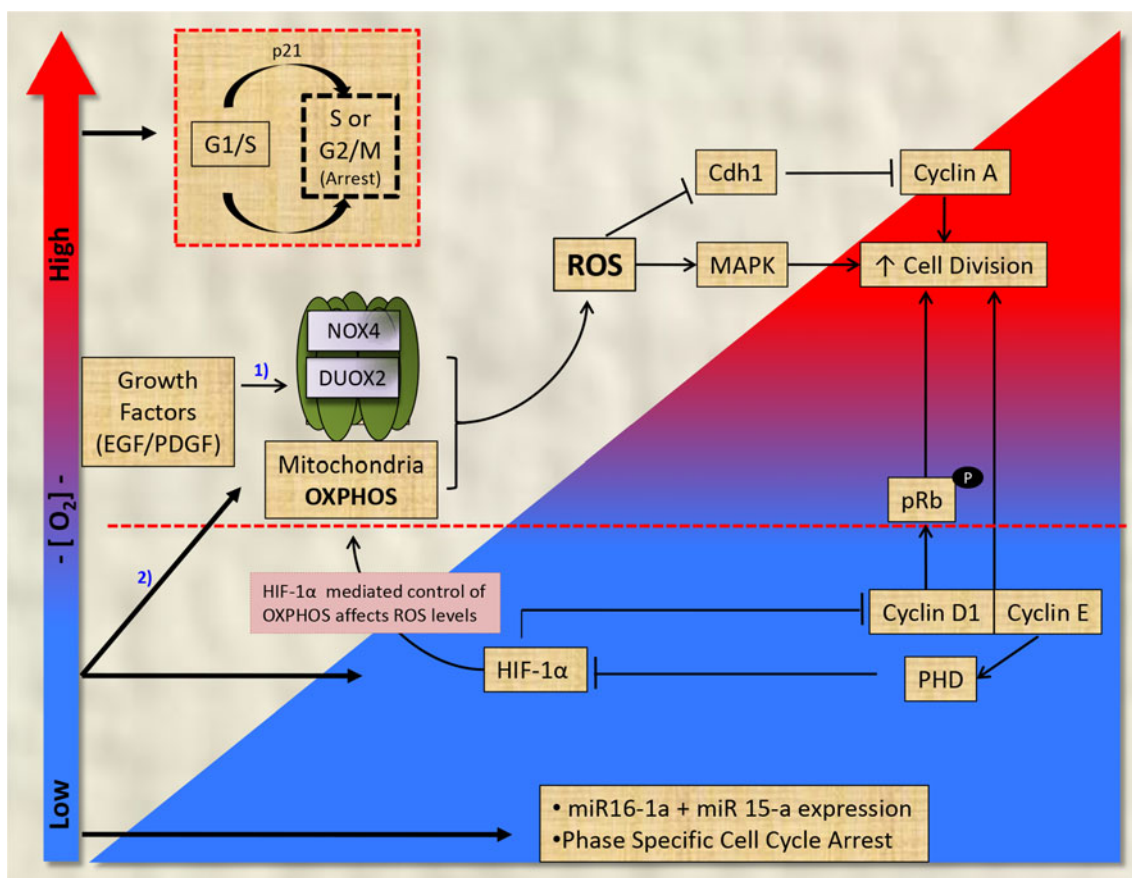 p21
G1/S
S or
G2/M
(Arrest)
High
- [ O₂ ] -
Low
Cdh1
Cyclin A
ROS
MAPK
↑ Cell Division
NOX4
DUOX2
1)
Growth
Factors
(EGF/PDGF)
Mitochondria
OXPHOS
P
pRb
2)
HIF-1α mediated control of
OXPHOS affects ROS levels
Cyclin D1
Cyclin E
HIF-1α
PHD
• miR16-1a + miR 15-a expression
•Phase Specific Cell Cycle Arrest